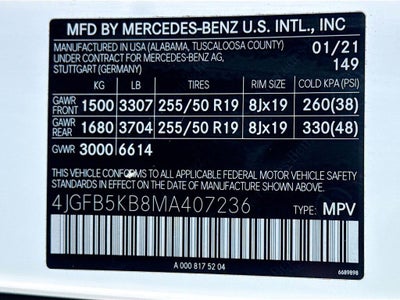 MFD BY MERCEDES-BENZ U.S. INTL., INC
MANUFACTURED IN USA (ALABAMA, TUSCALOOSA COUNTY) 01/21
UNDER CONTRACT FOR MERCEDES-BENZ AG, 149
STUTTGART (GERMANY)
KG LB TIRES RIM SIZE COLD KPA (PSI)
GAWR FRONT 1500 3307 255/50 R19 8Jx19 260(38)
GAWR REAR 1680 3704 255/50 R19 8Jx19 330(48)
GVWR 3000 6614
THIS VEHICLE CONFORMS TO ALL APPLICABLE FEDERAL MOTOR VEHICLE
SAFETY STANDARDS IN EFFECT ON THE DATE OF MANUFACTURE SHOWN ABOVE.
4JGFB5KB8MA407236 TYPE: MPV
A 000 817 52 04
6689898